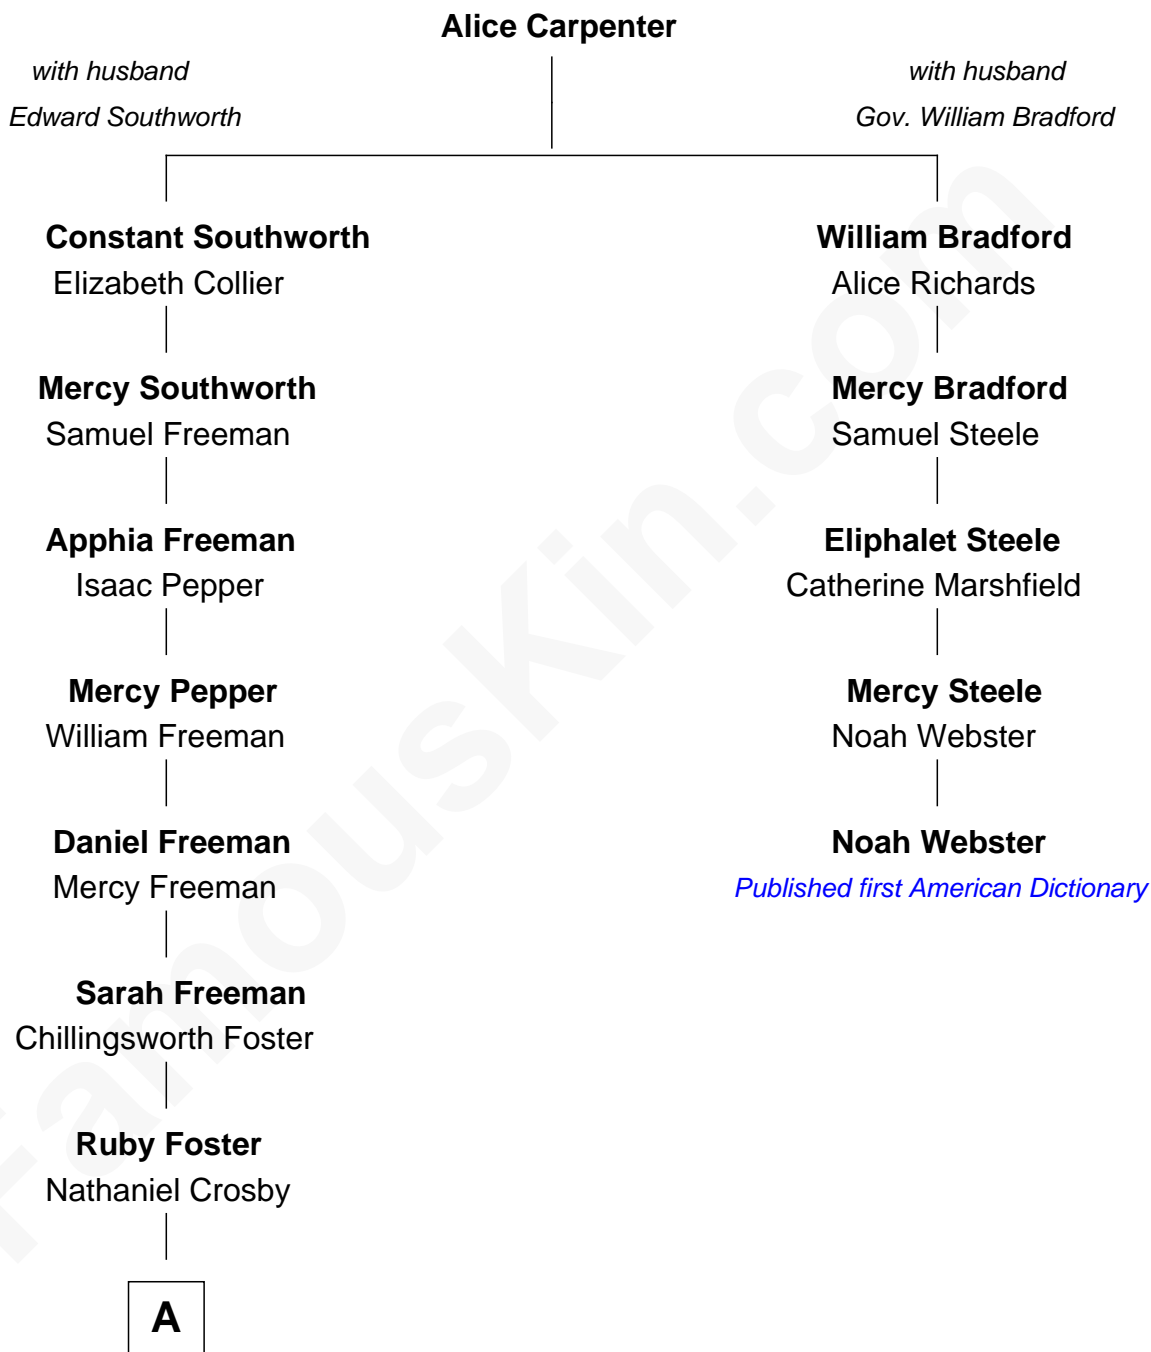 Alice Carpenter
with husband
Edward Southworth
with husband
Gov. William Bradford
Constant Southworth
Elizabeth Collier
William Bradford
Alice Richards
Mercy Southworth
Samuel Freeman
Mercy Bradford
Samuel Steele
Apphia Freeman
Isaac Pepper
Eliphalet Steele
Catherine Marshfield
Mercy Pepper
William Freeman
Mercy Steele
Noah Webster
Daniel Freeman
Mercy Freeman
Noah Webster
Published first American Dictionary
Sarah Freeman
Chillingsworth Foster
Ruby Foster
Nathaniel Crosby
A
FamousKin.com